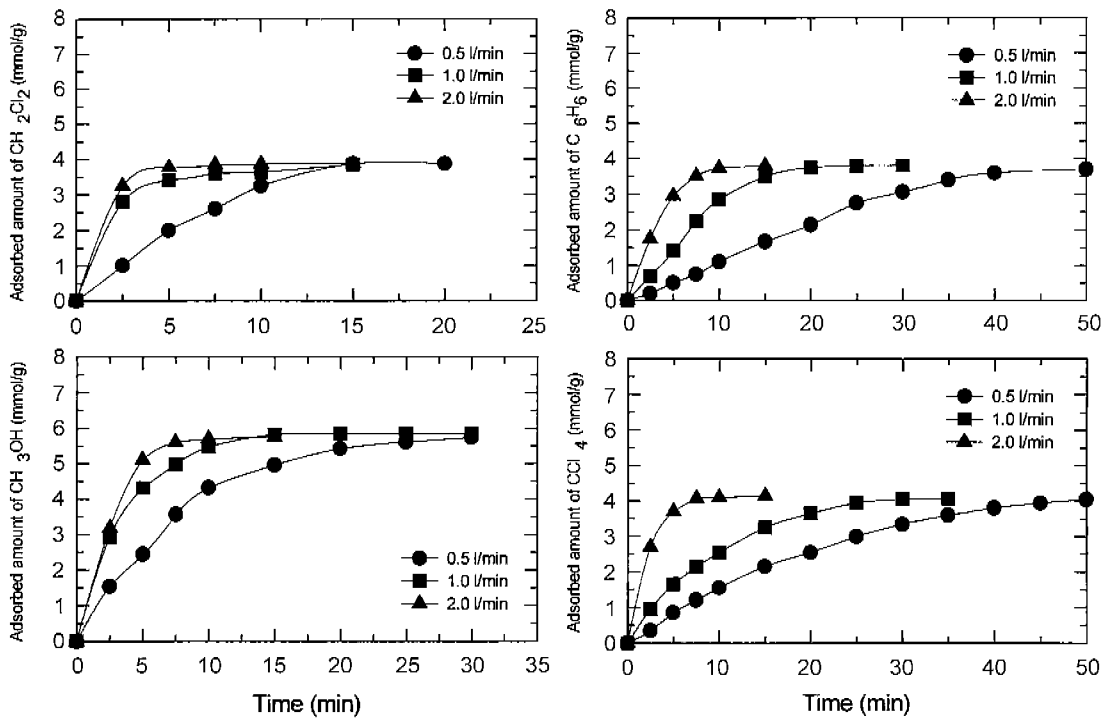 Adsorbed amount of CH2Cl2 (mmol/g)
8
7
6
5
4
3
2
1
0
0 5 10 15 20 25
0.5 l/min
1.0 l/min
2.0 l/min
Adsorbed amount of C6H6 (mmol/g)
8
7
6
5
4
3
2
1
0
0 10 20 30 40 50
0.5 l/min
1.0 l/min
2.0 l/min
Adsorbed amount of CH3OH (mmol/g)
8
7
6
5
4
3
2
1
0
0 5 10 15 20 25 30 35
0.5 l/min
1.0 l/min
2.0 l/min
Time (min)
Adsorbed amount of CCl4 (mmol/g)
8
7
6
5
4
3
2
1
0
0 10 20 30 40 50
0.5 l/min
1.0 l/min
2.0 l/min
Time (min)